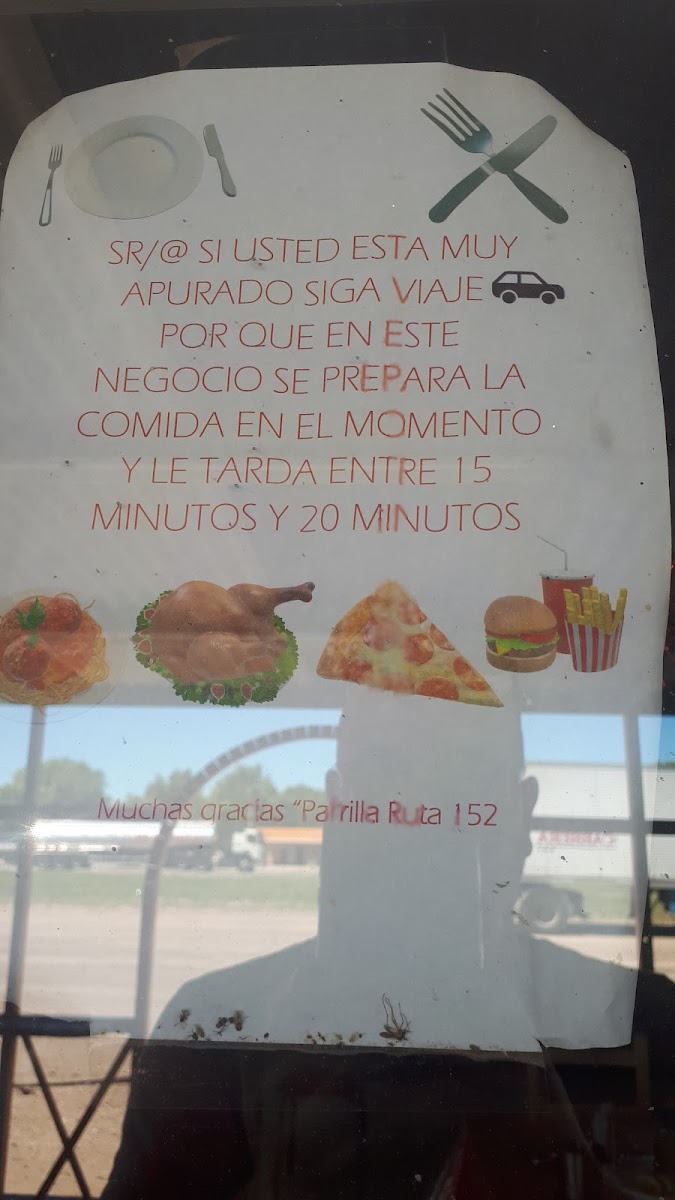 SR/@ SI USTED ESTA MUY
APURADO SIGA VIAJE
POR QUE EN ESTE
NEGOCIO SE PREPARA LA
COMIDA EN EL MOMENTO
Y LE TARDA ENTRE 15
MINUTOS Y 20 MINUTOS
Muchas gracias “Parrilla Ruta 152